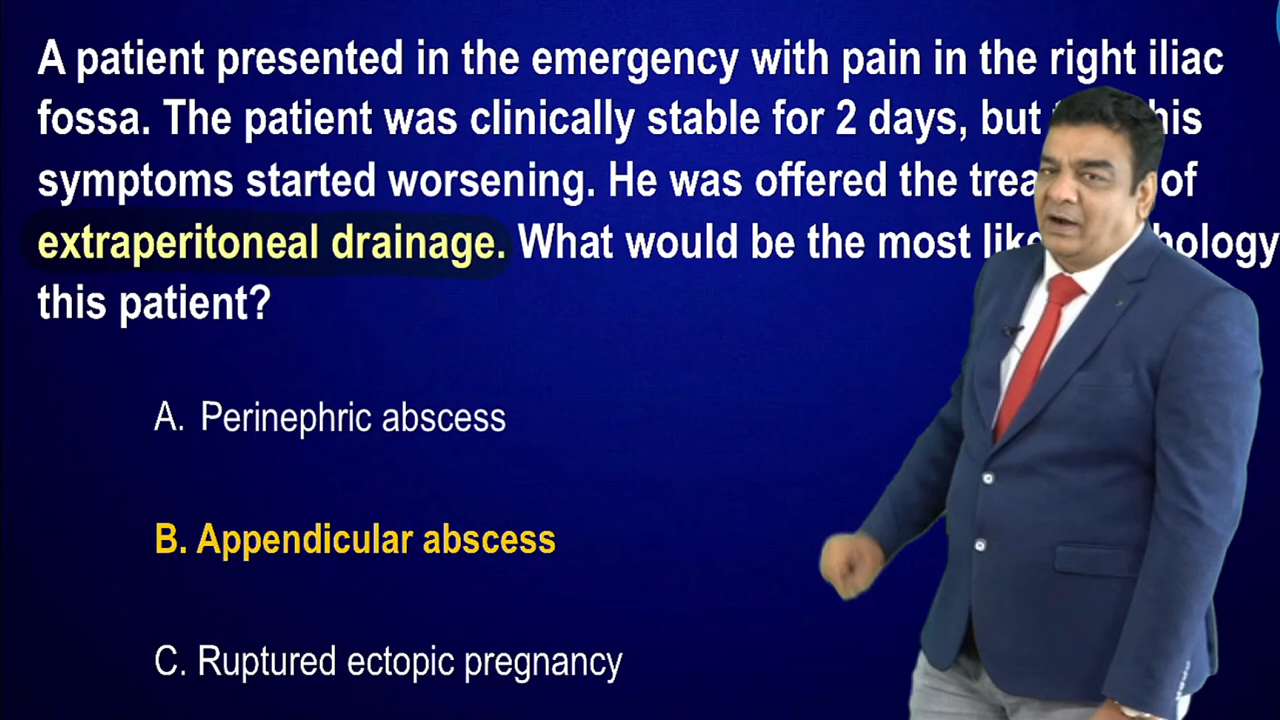 A patient presented in the emergency with pain in the right iliac
fossa. The patient was clinically stable for 2 days, but his
symptoms started worsening. He was offered the of
extraperitoneal drainage. What would be the most
this patient?
A. Perinephric abscess
B. Appendicular abscess
C. Ruptured ectopic pregnancy